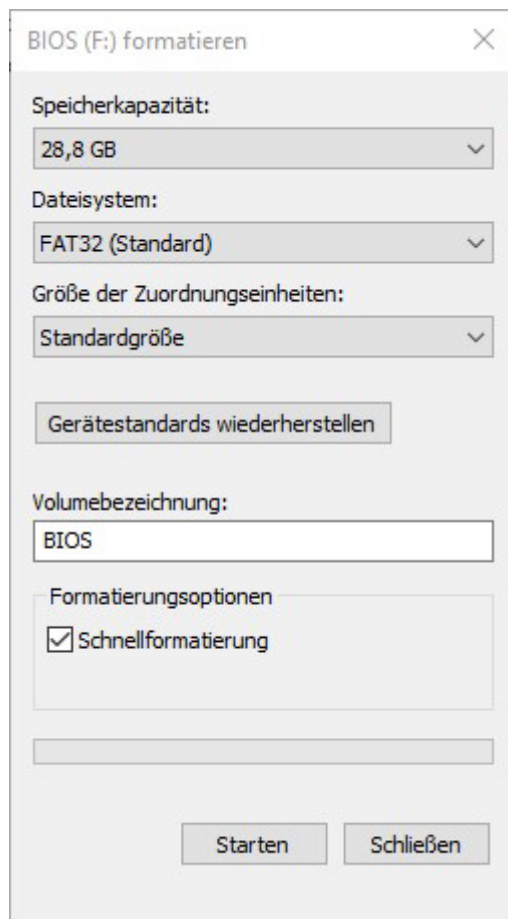 BIOS (F:) formatieren
Speicherkapazität:
28,8 GB
Dateisystem:
FAT32 (Standard)
Größe der Zuordnungseinheiten:
Standardgröße
Gerätestandards wiederherstellen
Volumebezeichnung:
BIOS
Formatierungsoptionen
Schnellformatierung
Starten
Schließen